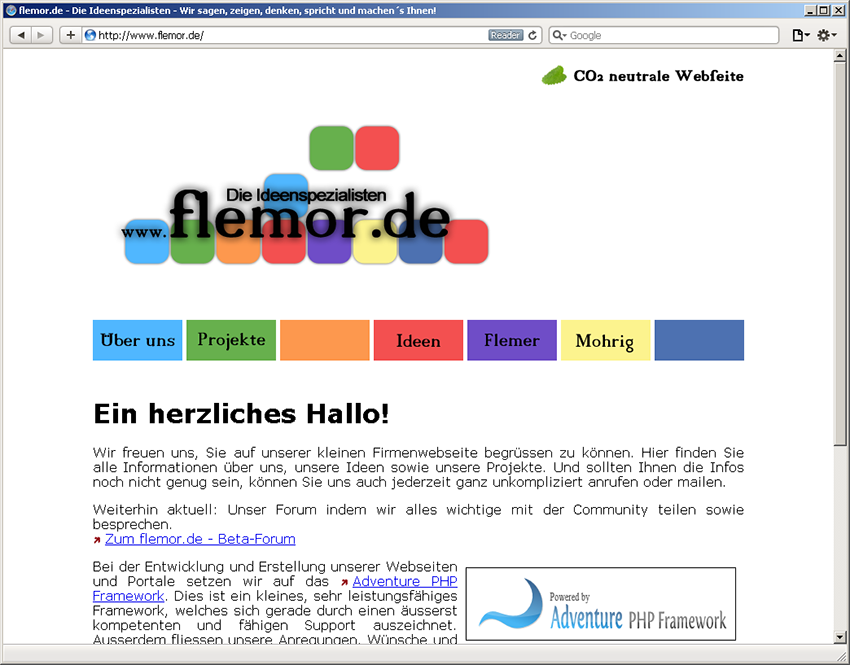 flemor.de - Die Ideenspezialisten - Wir sagen, zeigen, denken, spricht und machen´s Ihnen!
http://www.flemor.de/
Reader
Google
CO2 neutrale Webfeite
Die Ideenspezialisten
www.flemor.de
Über uns
Projekte
Ideen
Flemer
Mohrig
Ein herzliches Hallo!
Wir freuen uns, Sie auf unserer kleinen Firmenwebseite begrüssen zu können. Hier finden Sie
alle Informationen über uns, unsere Ideen sowie unsere Projekte. Und sollten Ihnen die Infos
noch nicht genug sein, können Sie uns auch jederzeit ganz unkompliziert anrufen oder mailen.
Weiterhin aktuell: Unser Forum indem wir alles wichtige mit der Community teilen sowie
besprechen.
Zum flemor.de - Beta-Forum
Bei der Entwicklung und Erstellung unserer Webseiten
und Portale setzen wir auf das Adventure PHP
Framework. Dies ist ein kleines, sehr leistungsfähiges
Framework, welches sich gerade durch einen äusserst
kompetenten und fähigen Support auszeichnet.
Ausserdem fliessen unsere Anregungen, Wünsche und
Powered by
Adventure PHP Framework